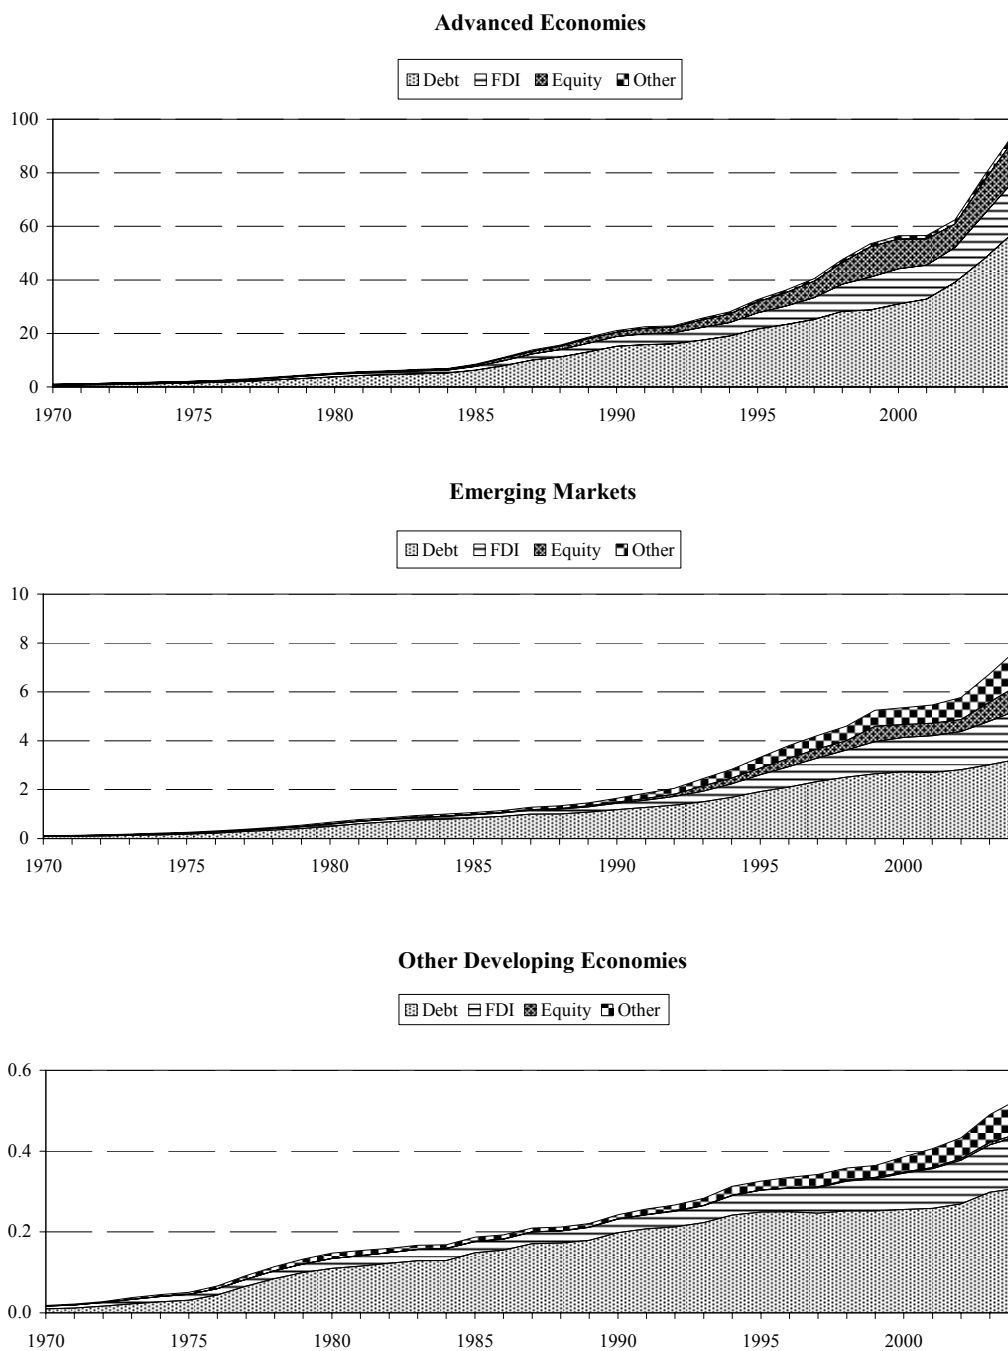 Advanced Economies
Debt FDI Equity Other
100
80
60
40
20
0
1970 1975 1980 1985 1990 1995 2000
Emerging Markets
Debt FDI Equity Other
10
8
6
4
2
0
1970 1975 1980 1985 1990 1995 2000
Other Developing Economies
Debt FDI Equity Other
0.6
0.4
0.2
0.0
1970 1975 1980 1985 1990 1995 2000